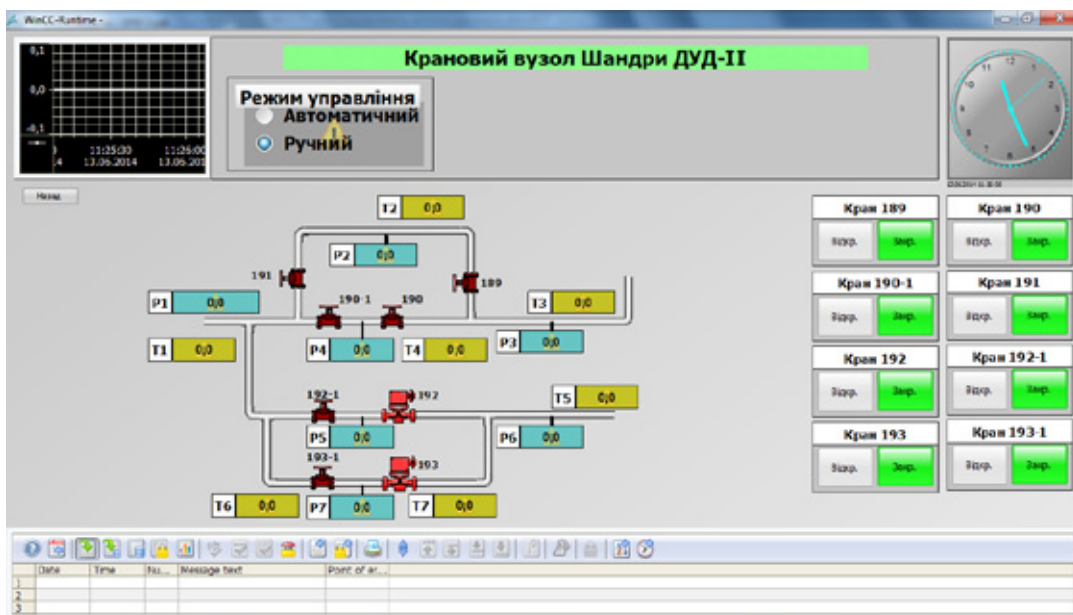 WinCC-Runtime -
Крановий вузол Шандри ДУД-II
0,1
0,0
-0,1
11:25:30 11:26:00
13.06.2014
Режим управління
Автоматичний
Ручний
Назад
T2 0,0
P2 0,0
191
189
P1 0,0
190-1 190
T3 0,0
T1 0,0
P4 0,0
T4 0,0
P3 0,0
192-1 192
T5 0,0
P5 0,0
P6 0,0
193-1 193
T6 0,0
P7 0,0
T7 0,0
Кран 189 Кран 190
Відкр. Закр. Відкр. Закр.
Кран 190-1 Кран 191
Відкр. Закр. Відкр. Закр.
Кран 192 Кран 192-1
Відкр. Закр. Відкр. Закр.
Кран 193 Кран 193-1
Відкр. Закр. Відкр. Закр.
Date Time Nu... Message text Point of er...
1
2
3